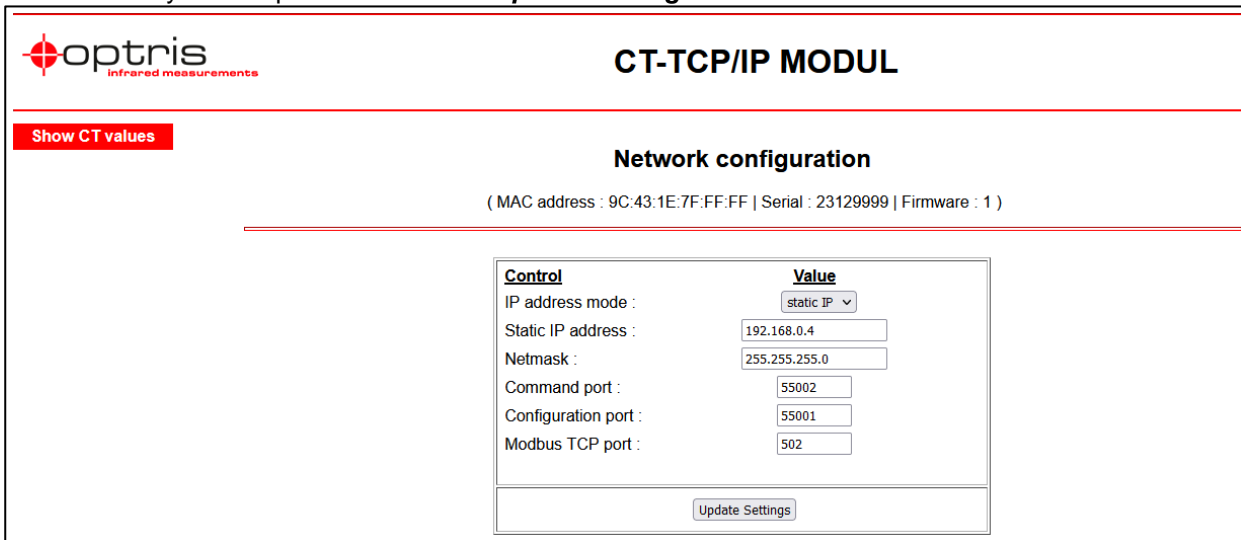 optris
infrared measurements
CT-TCP/IP MODUL
Show CT values
Network configuration
( MAC address : 9C:43:1E:7F:FF:FF | Serial : 23129999 | Firmware : 1 )
Control Value
IP address mode : static IP
Static IP address : 192.168.0.4
Netmask : 255.255.255.0
Command port : 55002
Configuration port : 55001
Modbus TCP port : 502
Update Settings